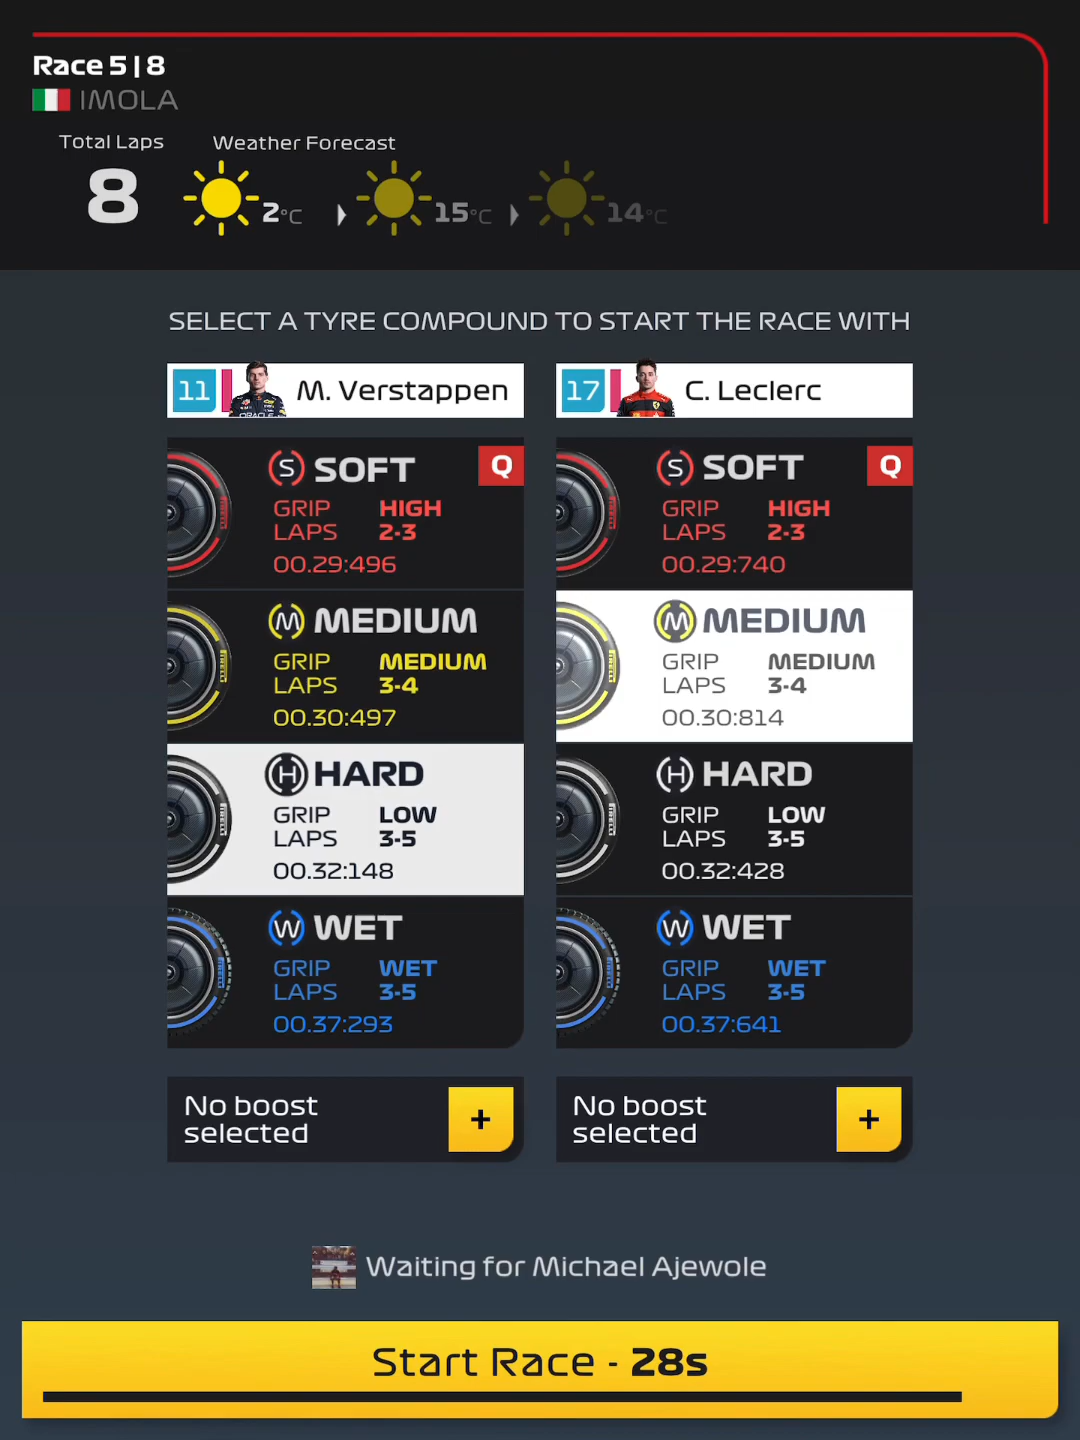 Race 5 | 8
IMOLA
Total Laps
Weather Forecast
8
2°C
15°C
14°C
SELECT A TYRE COMPOUND TO START THE RACE WITH
11 M. Verstappen
S SOFT Q
GRIP HIGH
LAPS 2-3
00.29:496
M MEDIUM
GRIP MEDIUM
LAPS 3-4
00.30:497
H HARD
GRIP LOW
LAPS 3-5
00.32:148
W WET
GRIP WET
LAPS 3-5
00.37:293
No boost
selected
+
17 C. Leclerc
S SOFT Q
GRIP HIGH
LAPS 2-3
00.29:740
M MEDIUM
GRIP MEDIUM
LAPS 3-4
00.30:814
H HARD
GRIP LOW
LAPS 3-5
00.32:428
W WET
GRIP WET
LAPS 3-5
00.37:641
No boost
selected
+
Waiting for Michael Ajewole
Start Race - 28s